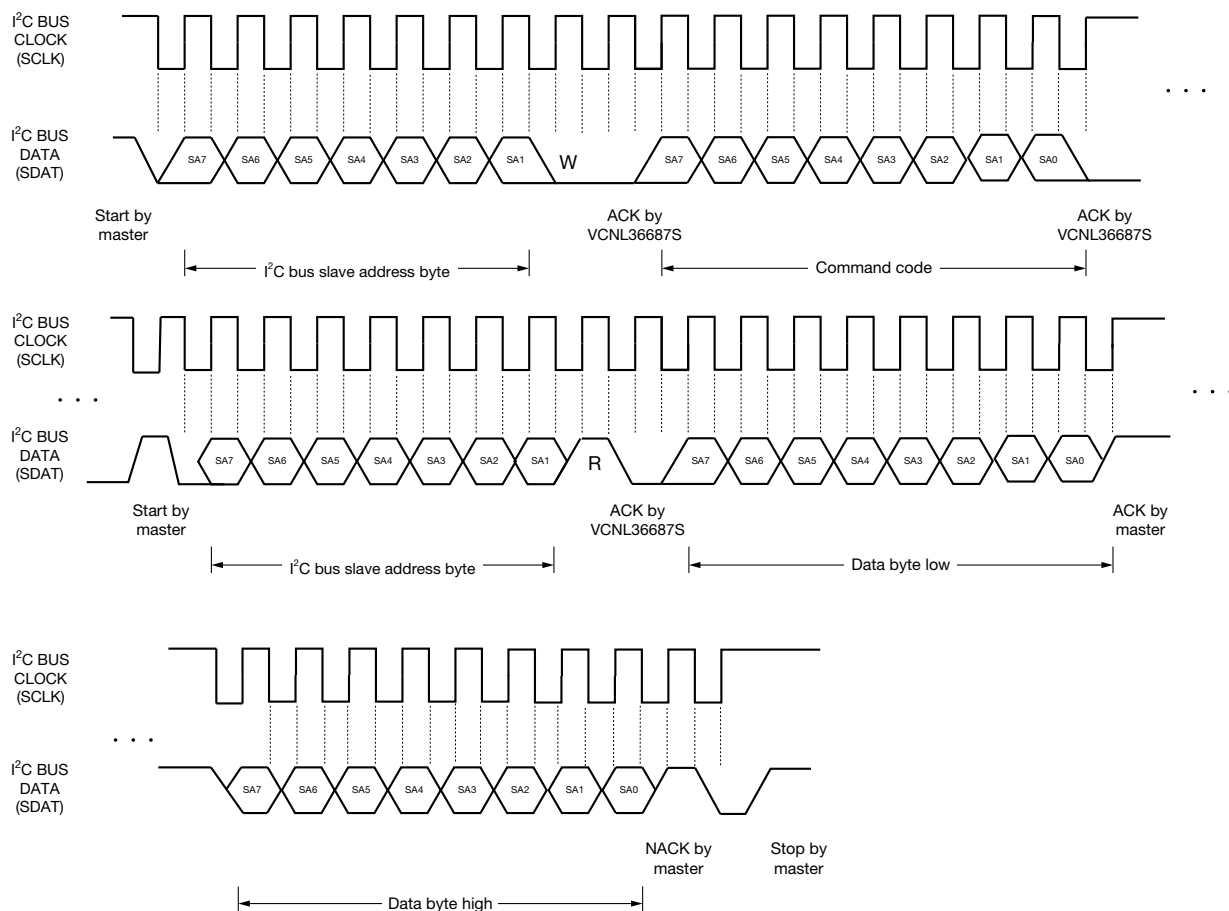 I²C BUS
CLOCK
(SCLK)
. . .
I²C BUS
DATA
(SDAT)
SA7 SA6 SA5 SA4 SA3 SA2 SA1 W SA7 SA6 SA5 SA4 SA3 SA2 SA1 SA0
Start by
master
ACK by
VCNL36687S
ACK by
VCNL36687S
I²C bus slave address byte
Command code
I²C BUS
CLOCK
(SCLK)
. . .
. . .
I²C BUS
DATA
(SDAT)
SA7 SA6 SA5 SA4 SA3 SA2 SA1 R SA7 SA6 SA5 SA4 SA3 SA2 SA1 SA0
Start by
master
ACK by
VCNL36687S
ACK by
master
I²C bus slave address byte
Data byte low
I²C BUS
CLOCK
(SCLK)
. . .
I²C BUS
DATA
(SDAT)
SA7 SA6 SA5 SA4 SA3 SA2 SA1 SA0
NACK by
master
Stop by
master
Data byte high